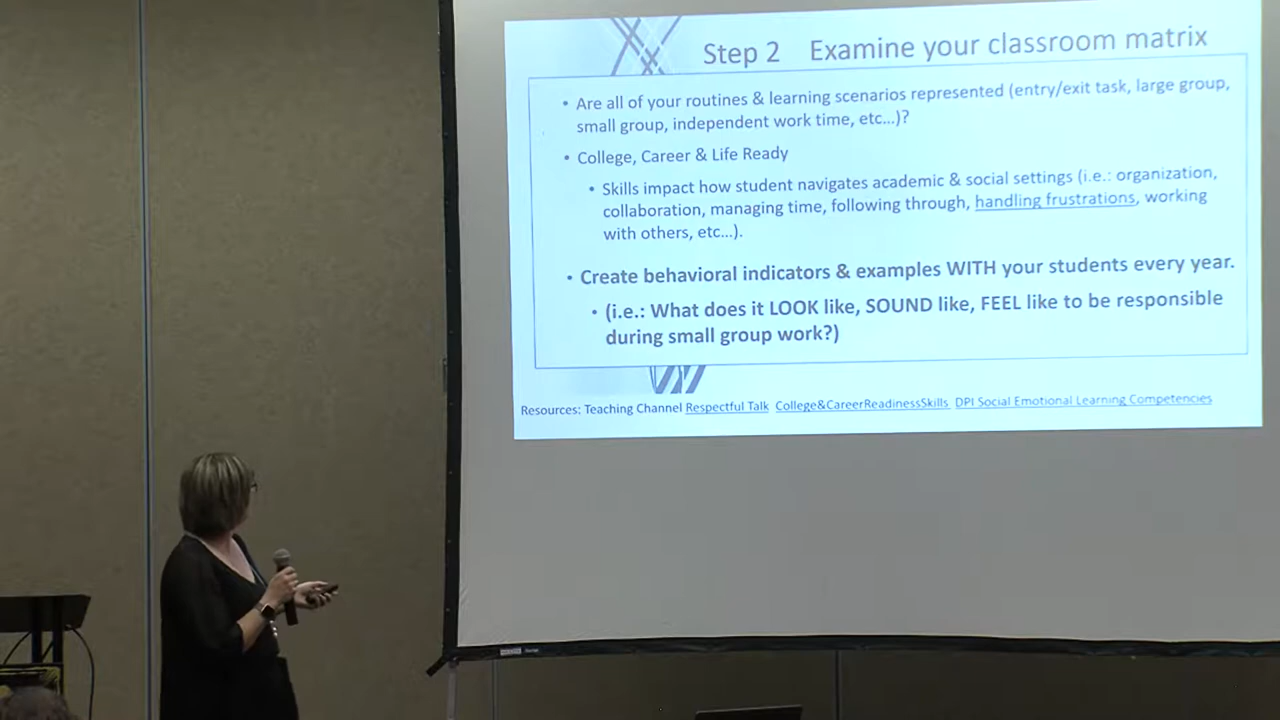 Step 2 Examine your classroom matrix
• Are all of your routines & learning scenarios represented (entry/exit task, large group,
small group, independent work time, etc...)?
• College, Career & Life Ready
• Skills impact how student navigates academic & social settings (i.e.: organization,
collaboration, managing time, following through, handling frustrations, working
with others, etc...).
• Create behavioral indicators & examples WITH your students every year.
• (i.e.: What does it LOOK like, SOUND like, FEEL like to be responsible
during small group work?)
Resources: Teaching Channel Respectful Talk College&CareerReadinessSkills DPI Social Emotional Learning Competencies